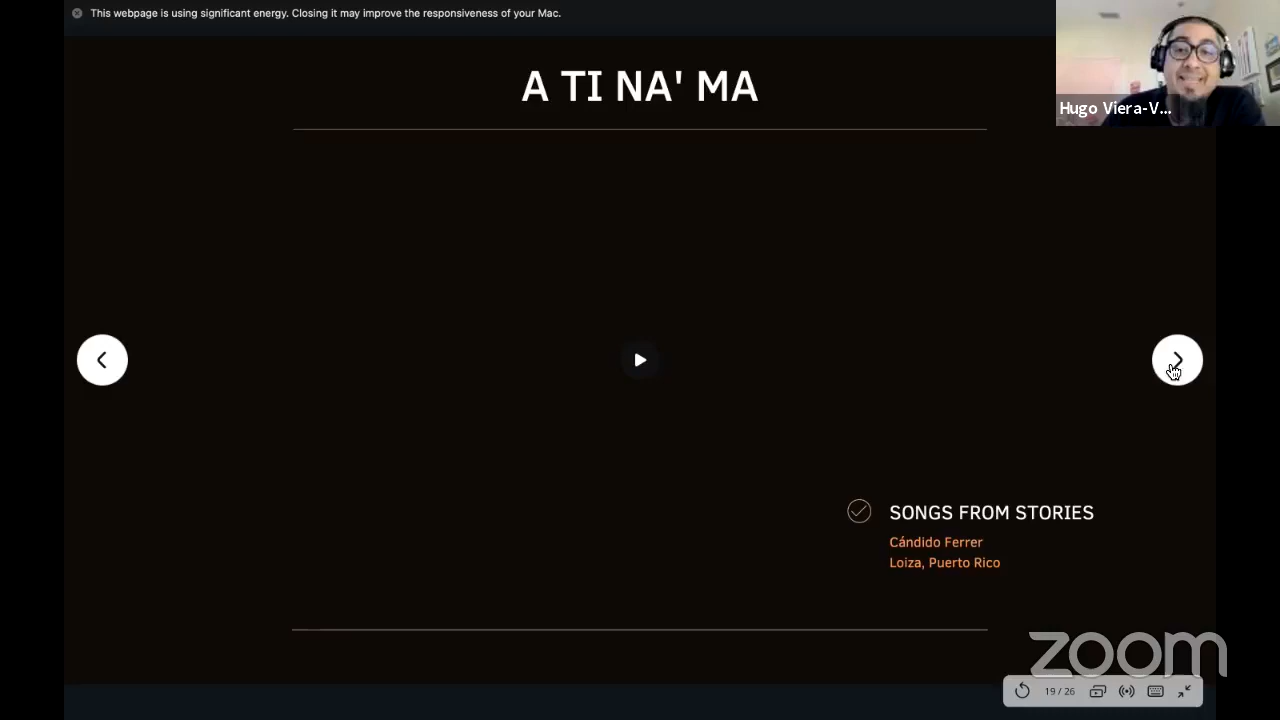 This webpage is using significant energy. Closing it may improve the responsiveness of your Mac.
A TI NA' MA
Hugo Viera-V...
SONGS FROM STORIES
Cándido Ferrer
Loiza, Puerto Rico
zoom
19 / 26